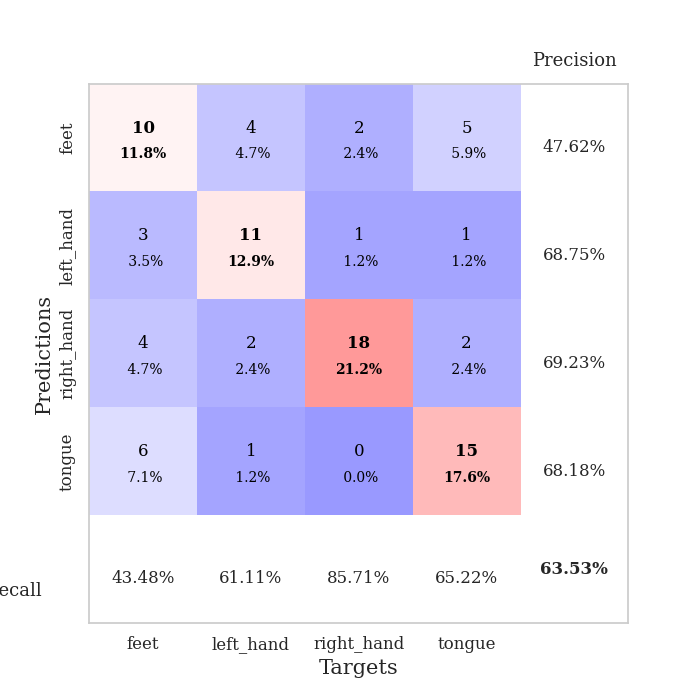 Precision
feet
10 4 2 5
47.62%
11.8% 4.7% 2.4% 5.9%
left_hand
3 11 1 1
68.75%
3.5% 12.9% 1.2% 1.2%
Predictions
right_hand
4 2 18 2
69.23%
4.7% 2.4% 21.2% 2.4%
tongue
6 1 0 15
68.18%
7.1% 1.2% 0.0% 17.6%
63.53%
43.48% 61.11% 85.71% 65.22%
ecall
feet left_hand right_hand tongue
Targets